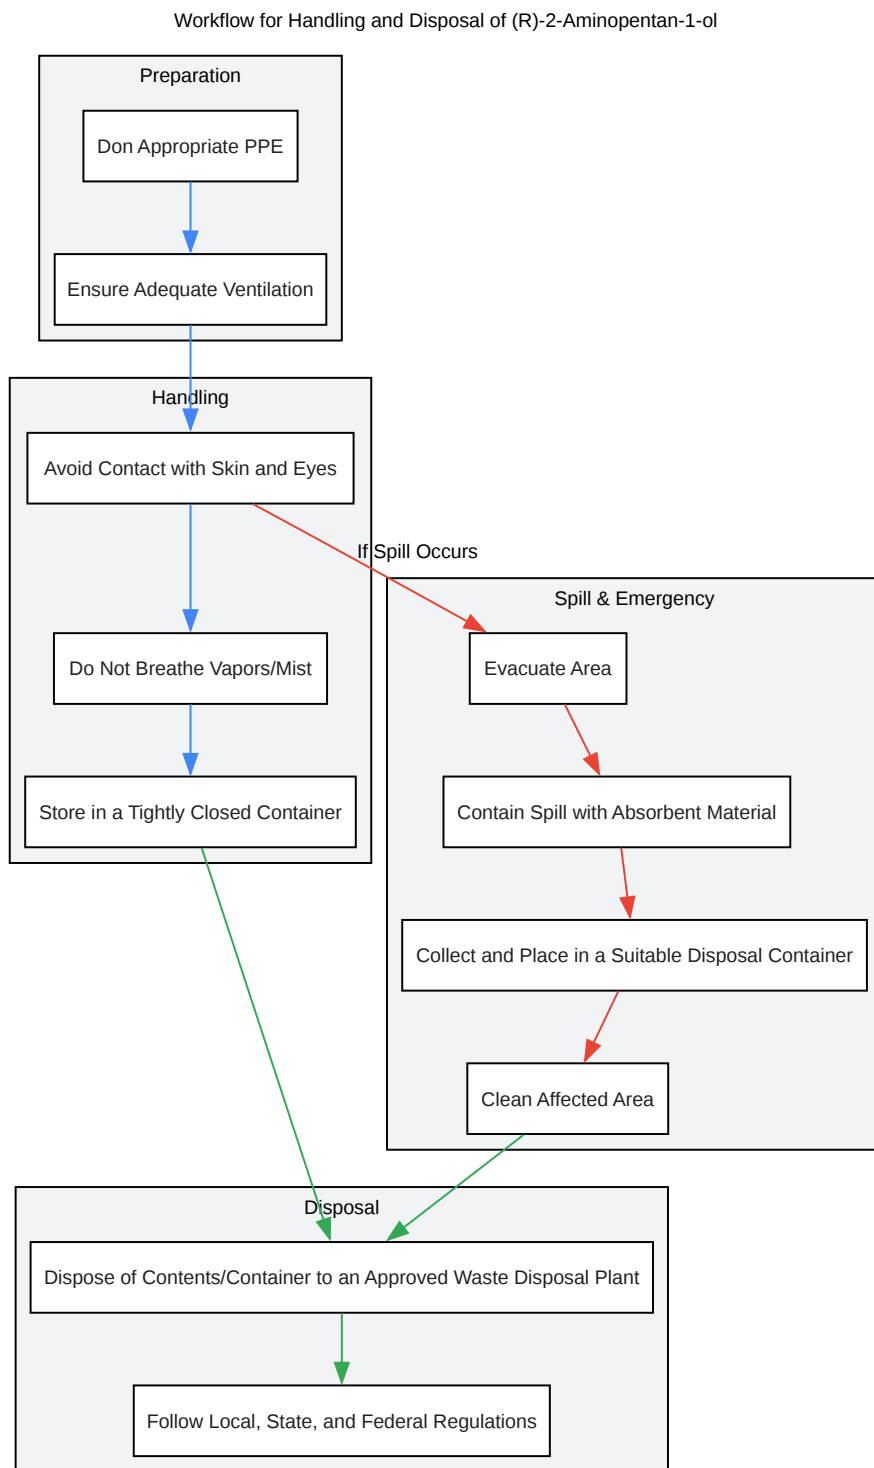 Workflow for Handling and Disposal of (R)-2-Aminopentan-1-ol
Preparation
Don Appropriate PPE
Ensure Adequate Ventilation
Handling
Avoid Contact with Skin and Eyes
If Spill Occurs
Do Not Breathe Vapors/Mist
Store in a Tightly Closed Container
Spill & Emergency
Evacuate Area
Contain Spill with Absorbent Material
Collect and Place in a Suitable Disposal Container
Clean Affected Area
Disposal
Dispose of Contents/Container to an Approved Waste Disposal Plant
Follow Local, State, and Federal Regulations